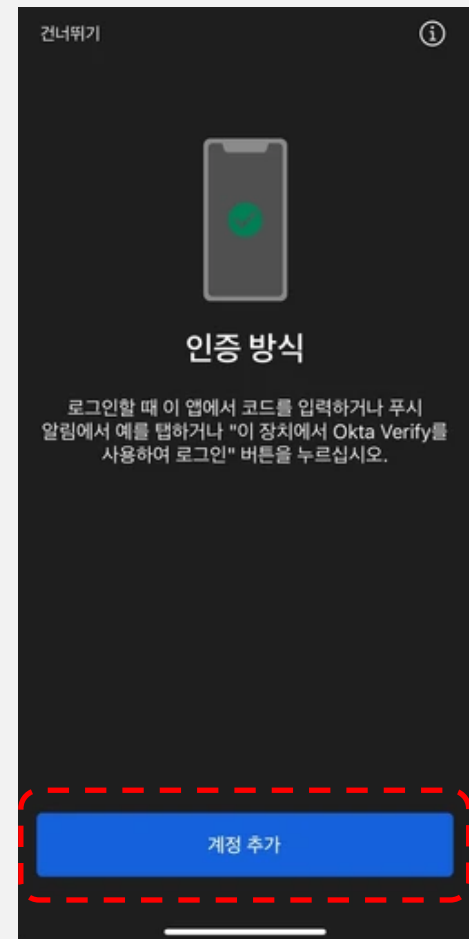 건너뛰기
인증 방식
로그인할 때 이 앱에서 코드를 입력하거나 푸시
알림에서 예를 탭하거나 "이 장치에서 Okta Verify를
사용하여 로그인" 버튼을 누르십시오.
계정 추가